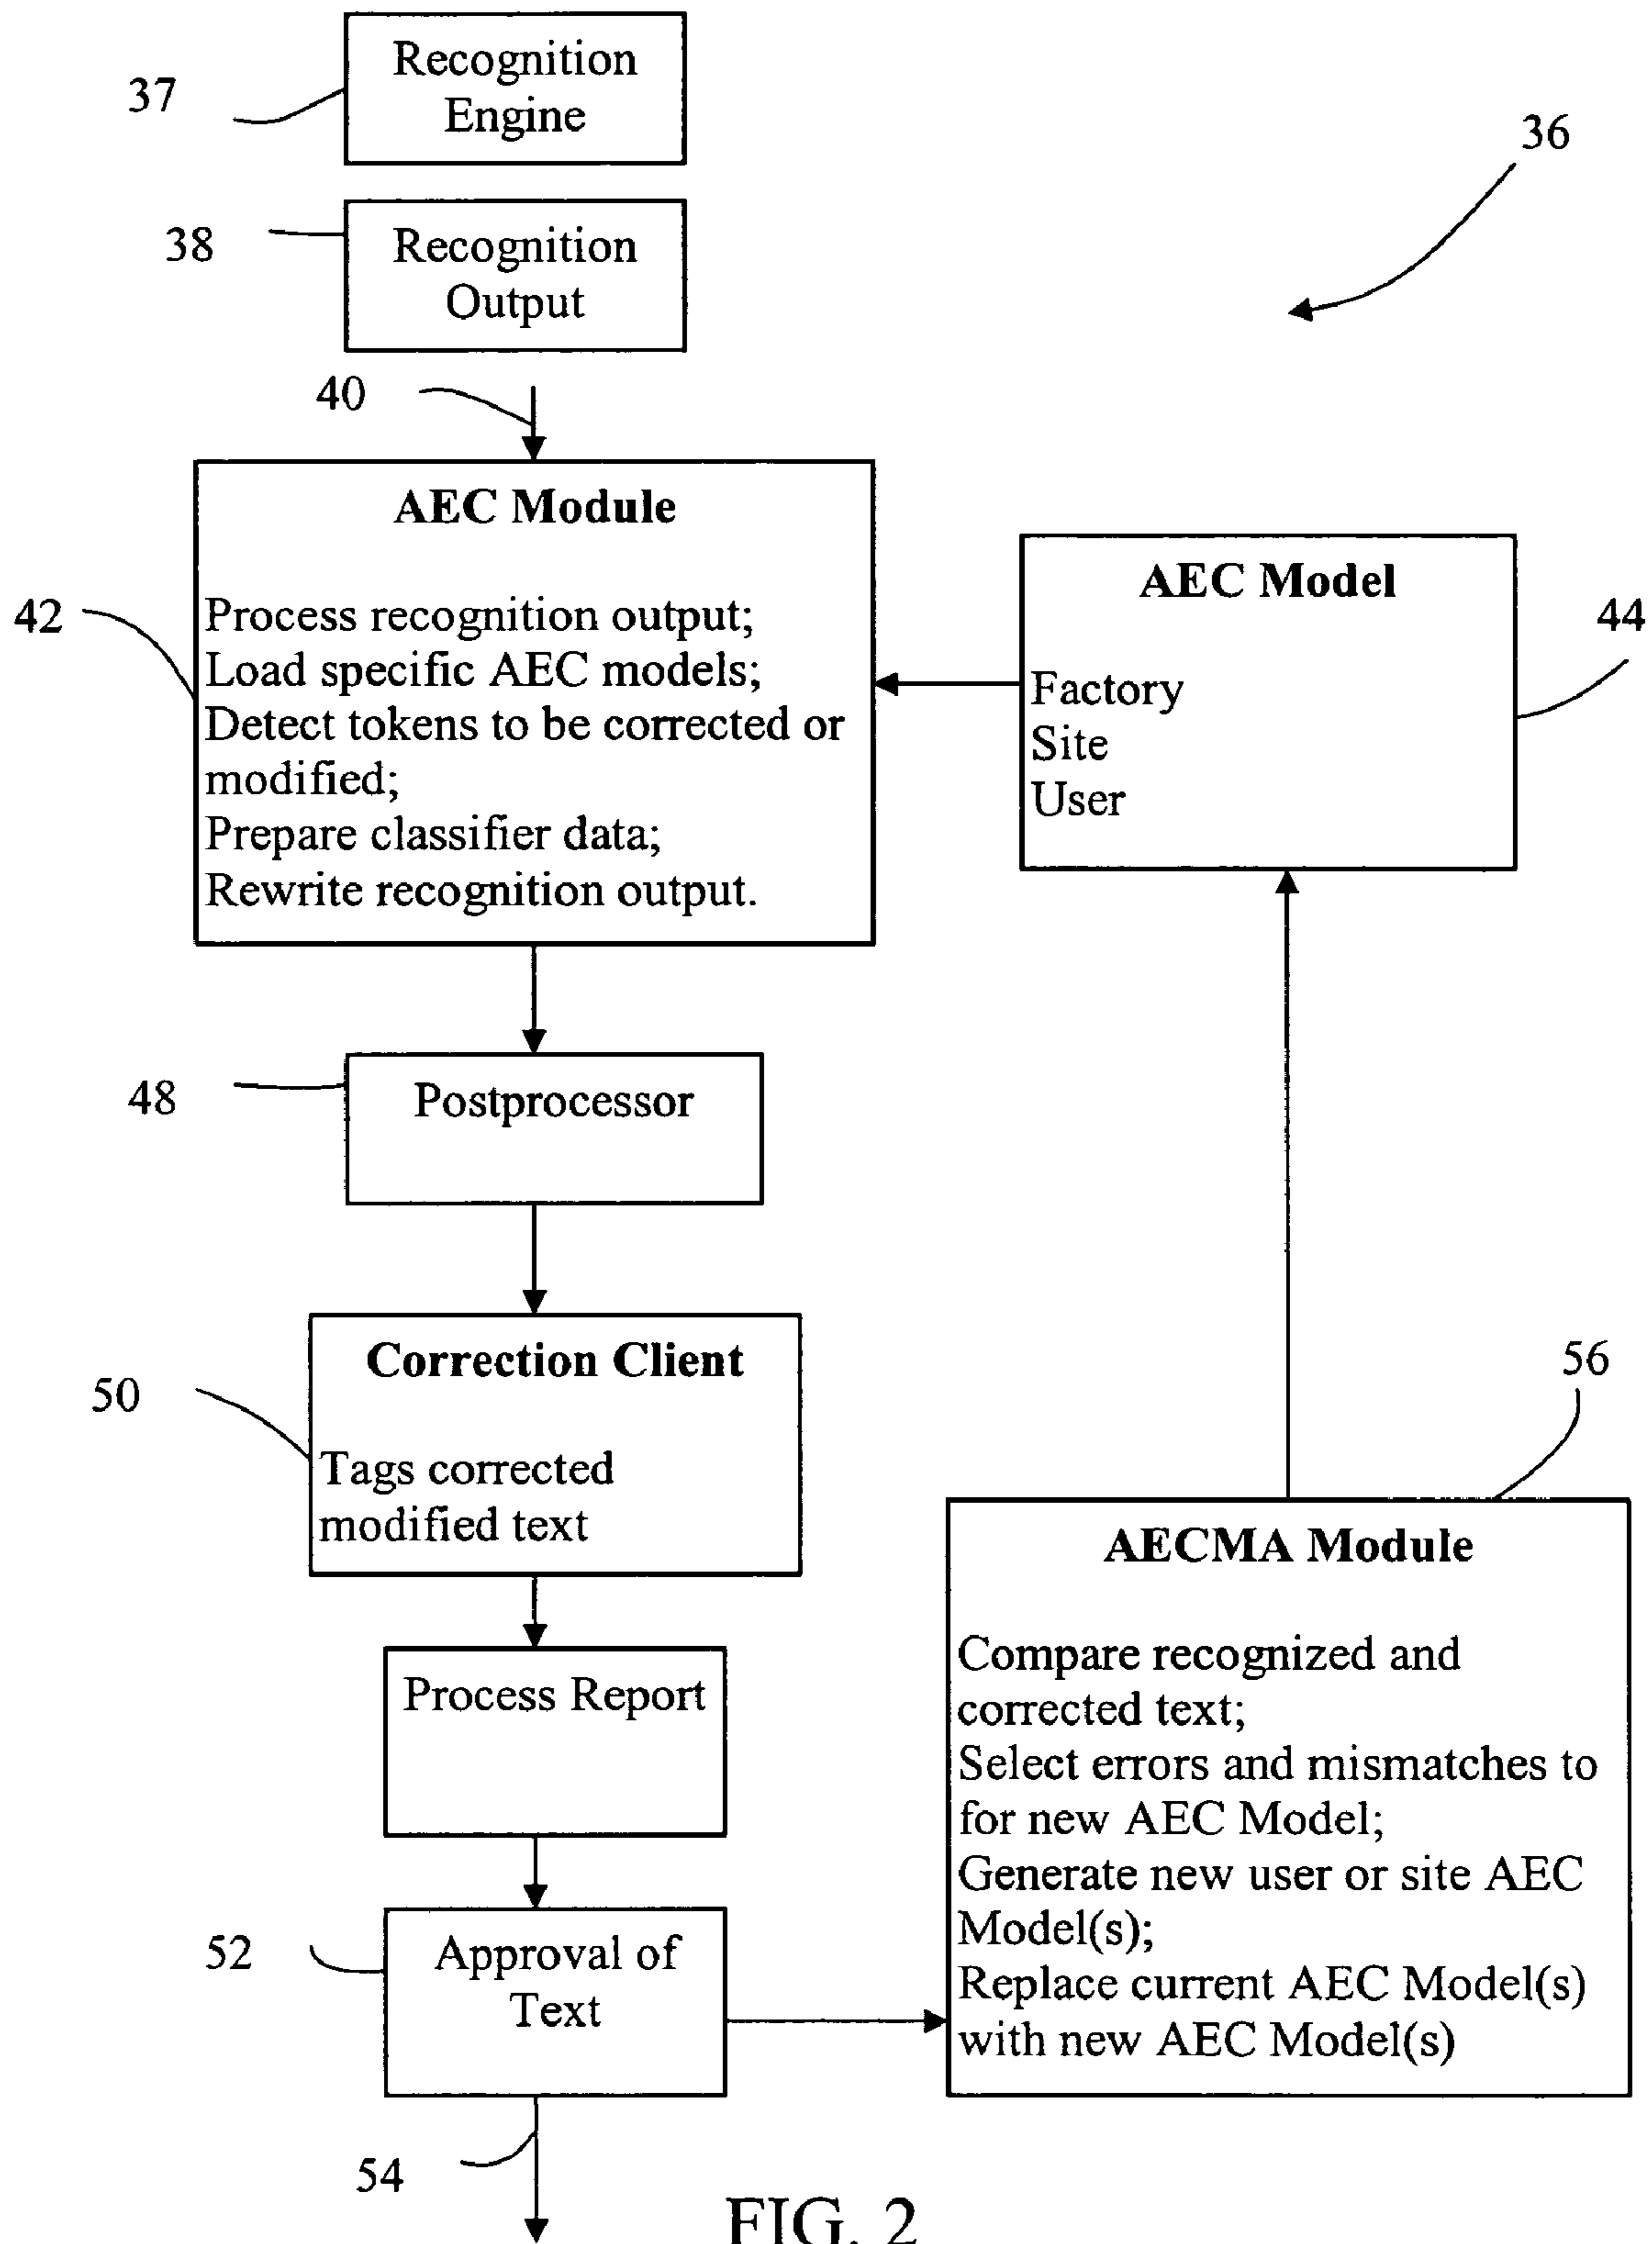 37
Recognition
Engine
36
38
Recognition
Output
40
AEC Module
42
Process recognition output;
Load specific AEC models;
Detect tokens to be corrected or
modified;
Prepare classifier data;
Rewrite recognition output.
AEC Model
44
Factory
Site
User
48
Postprocessor
Correction Client
50
Tags corrected
modified text
56
AECMA Module
Compare recognized and
corrected text;
Select errors and mismatches to
for new AEC Model;
Generate new user or site AEC
Model(s);
Replace current AEC Model(s)
with new AEC Model(s)
Process Report
52
Approval of
Text
54
FIG. 2